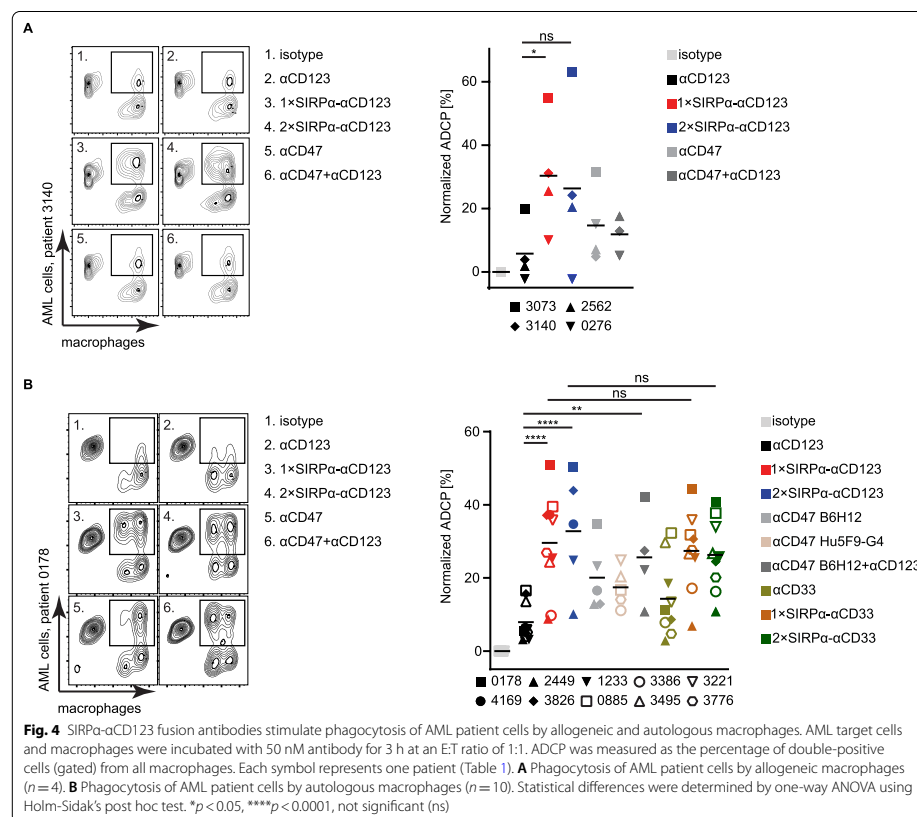 A
1.
2.
3.
4.
5.
6.
AML cells, patient 3140
macrophages
1. isotype
2. αCD123
3. 1×SIRPα-αCD123
4. 2×SIRPα-αCD123
5. αCD47
6. αCD47+αCD123
ns
*
60
40
20
0
Normalized ADCP [%]
isotype
αCD123
1×SIRPα-αCD123
2×SIRPα-αCD123
αCD47
αCD47+αCD123
3073 2562
3140 0276
B
1.
2.
3.
4.
5.
6.
AML cells, patient 0178
macrophages
1. isotype
2. αCD123
3. 1×SIRPα-αCD123
4. 2×SIRPα-αCD123
5. αCD47
6. αCD47+αCD123
ns
ns
**
****
****
60
40
20
0
Normalized ADCP [%]
isotype
αCD123
1×SIRPα-αCD123
2×SIRPα-αCD123
αCD47 B6H12
αCD47 Hu5F9-G4
αCD47 B6H12+αCD123
αCD33
1×SIRPα-αCD33
2×SIRPα-αCD33
0178 2449 1233 3386 3221
4169 3826 0885 3495 3776
Fig. 4 SIRPα-αCD123 fusion antibodies stimulate phagocytosis of AML patient cells by allogeneic and autologous macrophages. AML target cells
and macrophages were incubated with 50 nM antibody for 3 h at an E:T ratio of 1:1. ADCP was measured as the percentage of double-positive
cells (gated) from all macrophages. Each symbol represents one patient (Table 1). A Phagocytosis of AML patient cells by allogeneic macrophages
(n=4). B Phagocytosis of AML patient cells by autologous macrophages (n=10). Statistical differences were determined by one-way ANOVA using
Holm-Sidak's post hoc test. *p<0.05, ****p<0.0001, not significant (ns)